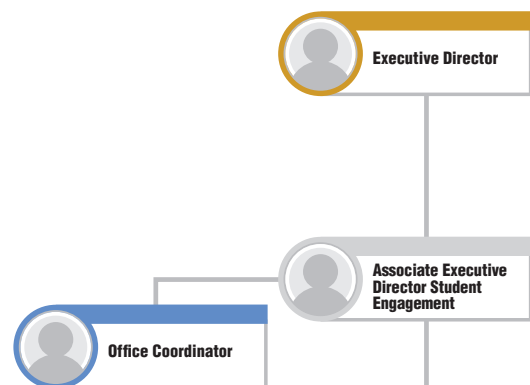 Executive Director
Associate Executive
Director Student
Engagement
Office Coordinator